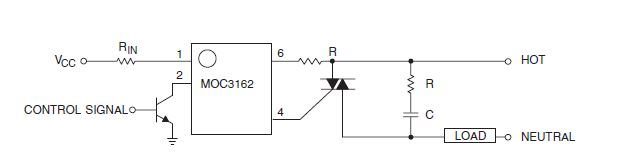 VCC
RIN
1
2
MOC3162
6
4
R
HOT
R
C
CONTROL SIGNAL
LOAD
NEUTRAL